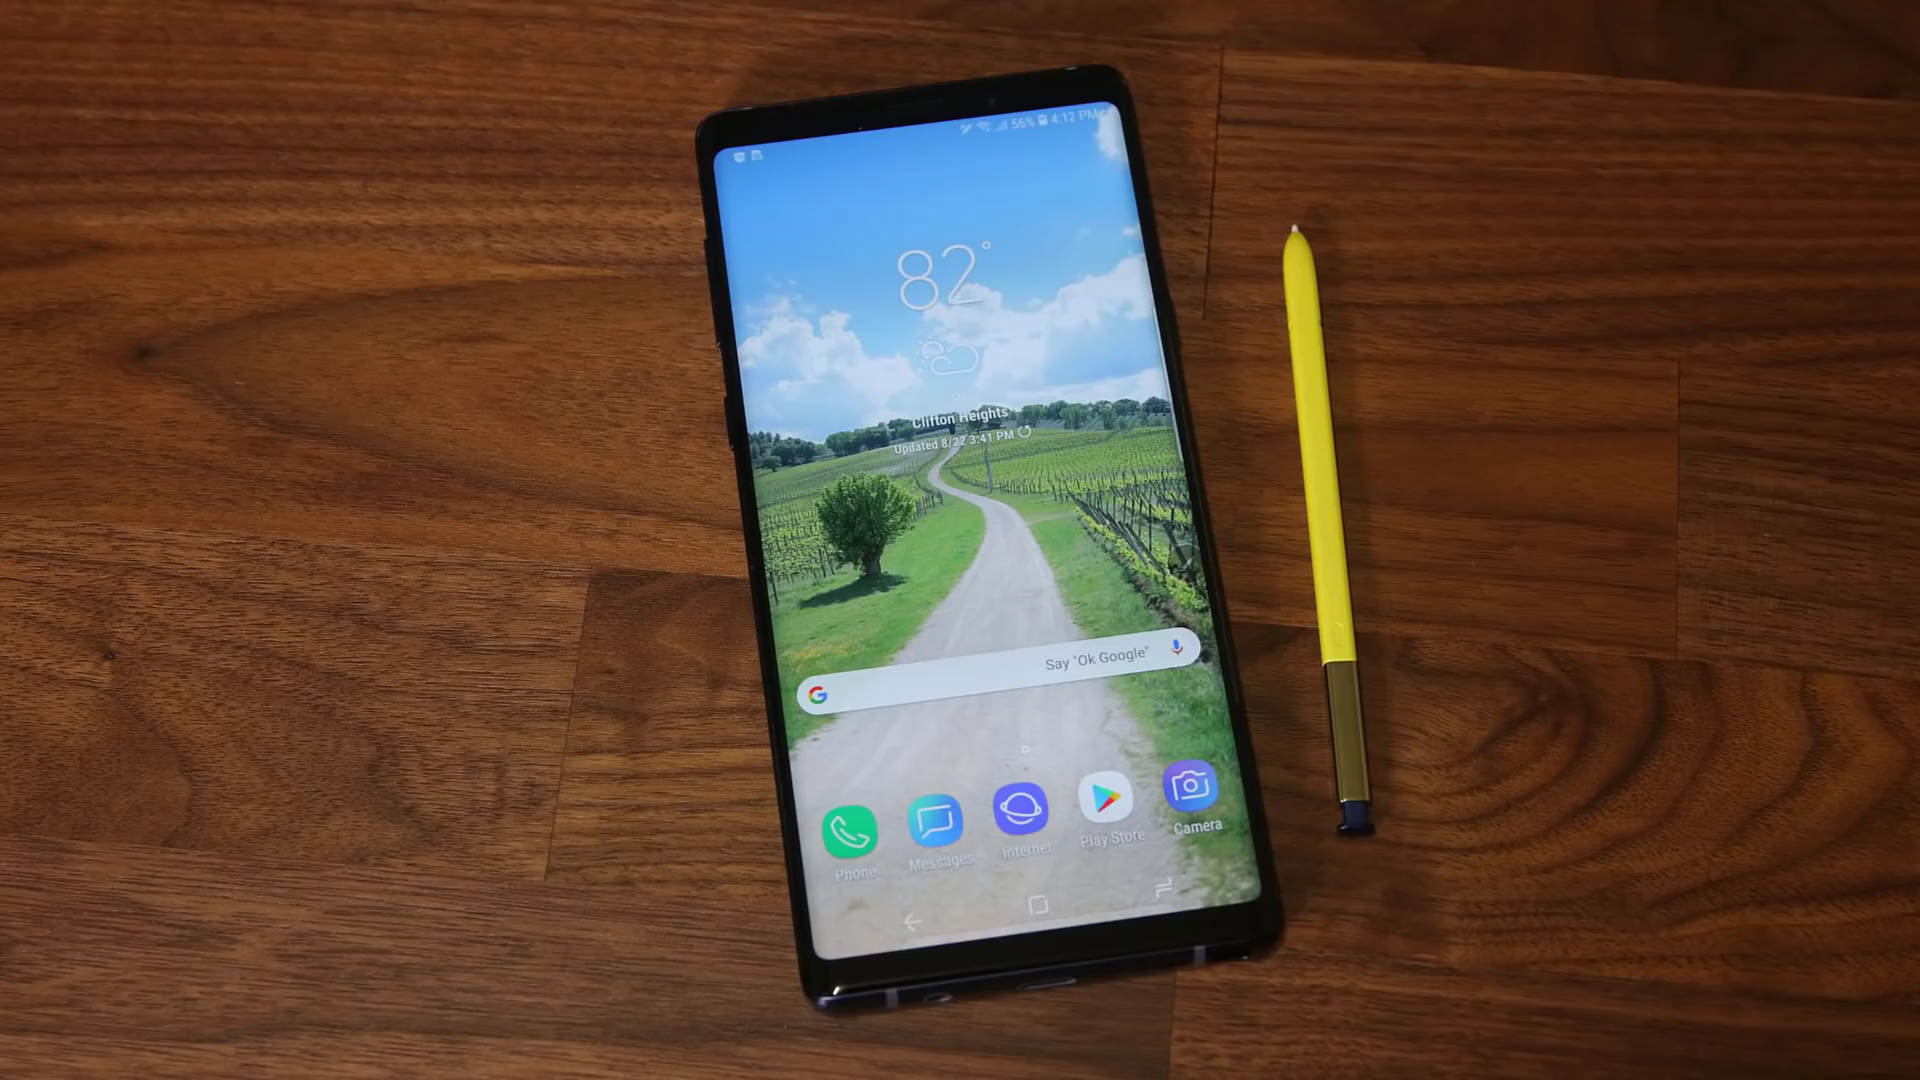 56% 4:12 PM
82°
Clifton Heights
Updated 8/22 3:41 PM
G Say "Ok Google"
Phone Messages Internet Play Store Camera